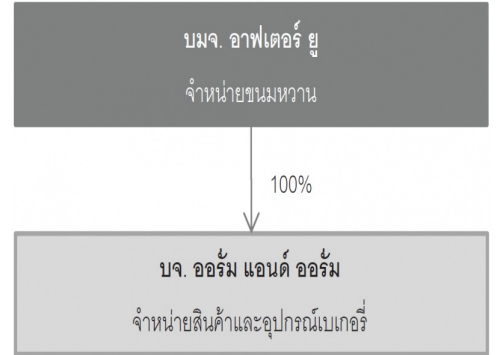 บมจ. อาฟเตอร์ ยู
จำหน่ายขนมหวาน
100%
บจ. ออรั่ม แอนด์ ออรั่ม
จำหน่ายสินค้าและอุปกรณ์เบเกอรี่